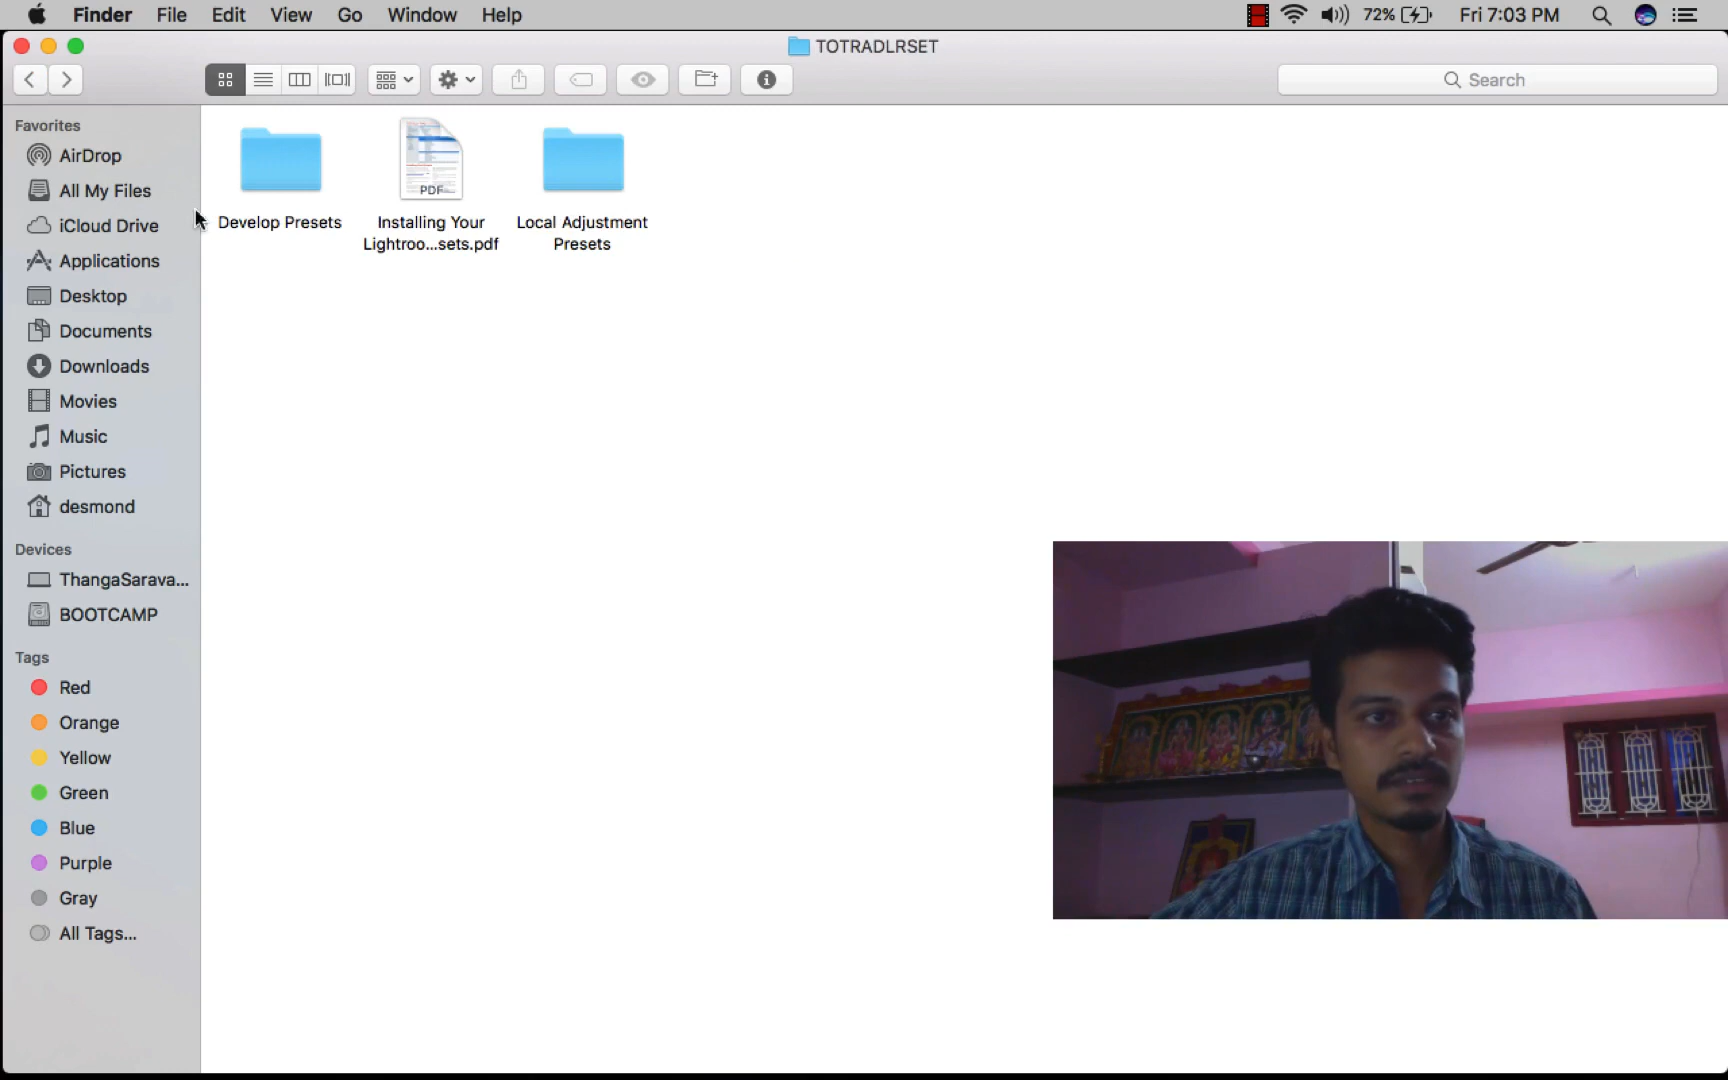 Finder File Edit View Go Window Help 72% Fri 7:03 PM
TOTRADLRSET
Search
Favorites
AirDrop
All My Files
iCloud Drive
Applications
Desktop
Documents
Downloads
Movies
Music
Pictures
desmond
Devices
ThangaSarava...
BOOTCAMP
Tags
Red
Orange
Yellow
Green
Blue
Purple
Gray
All Tags...
Develop Presets
PDF
Installing Your
Lightroo...sets.pdf
Local Adjustment
Presets